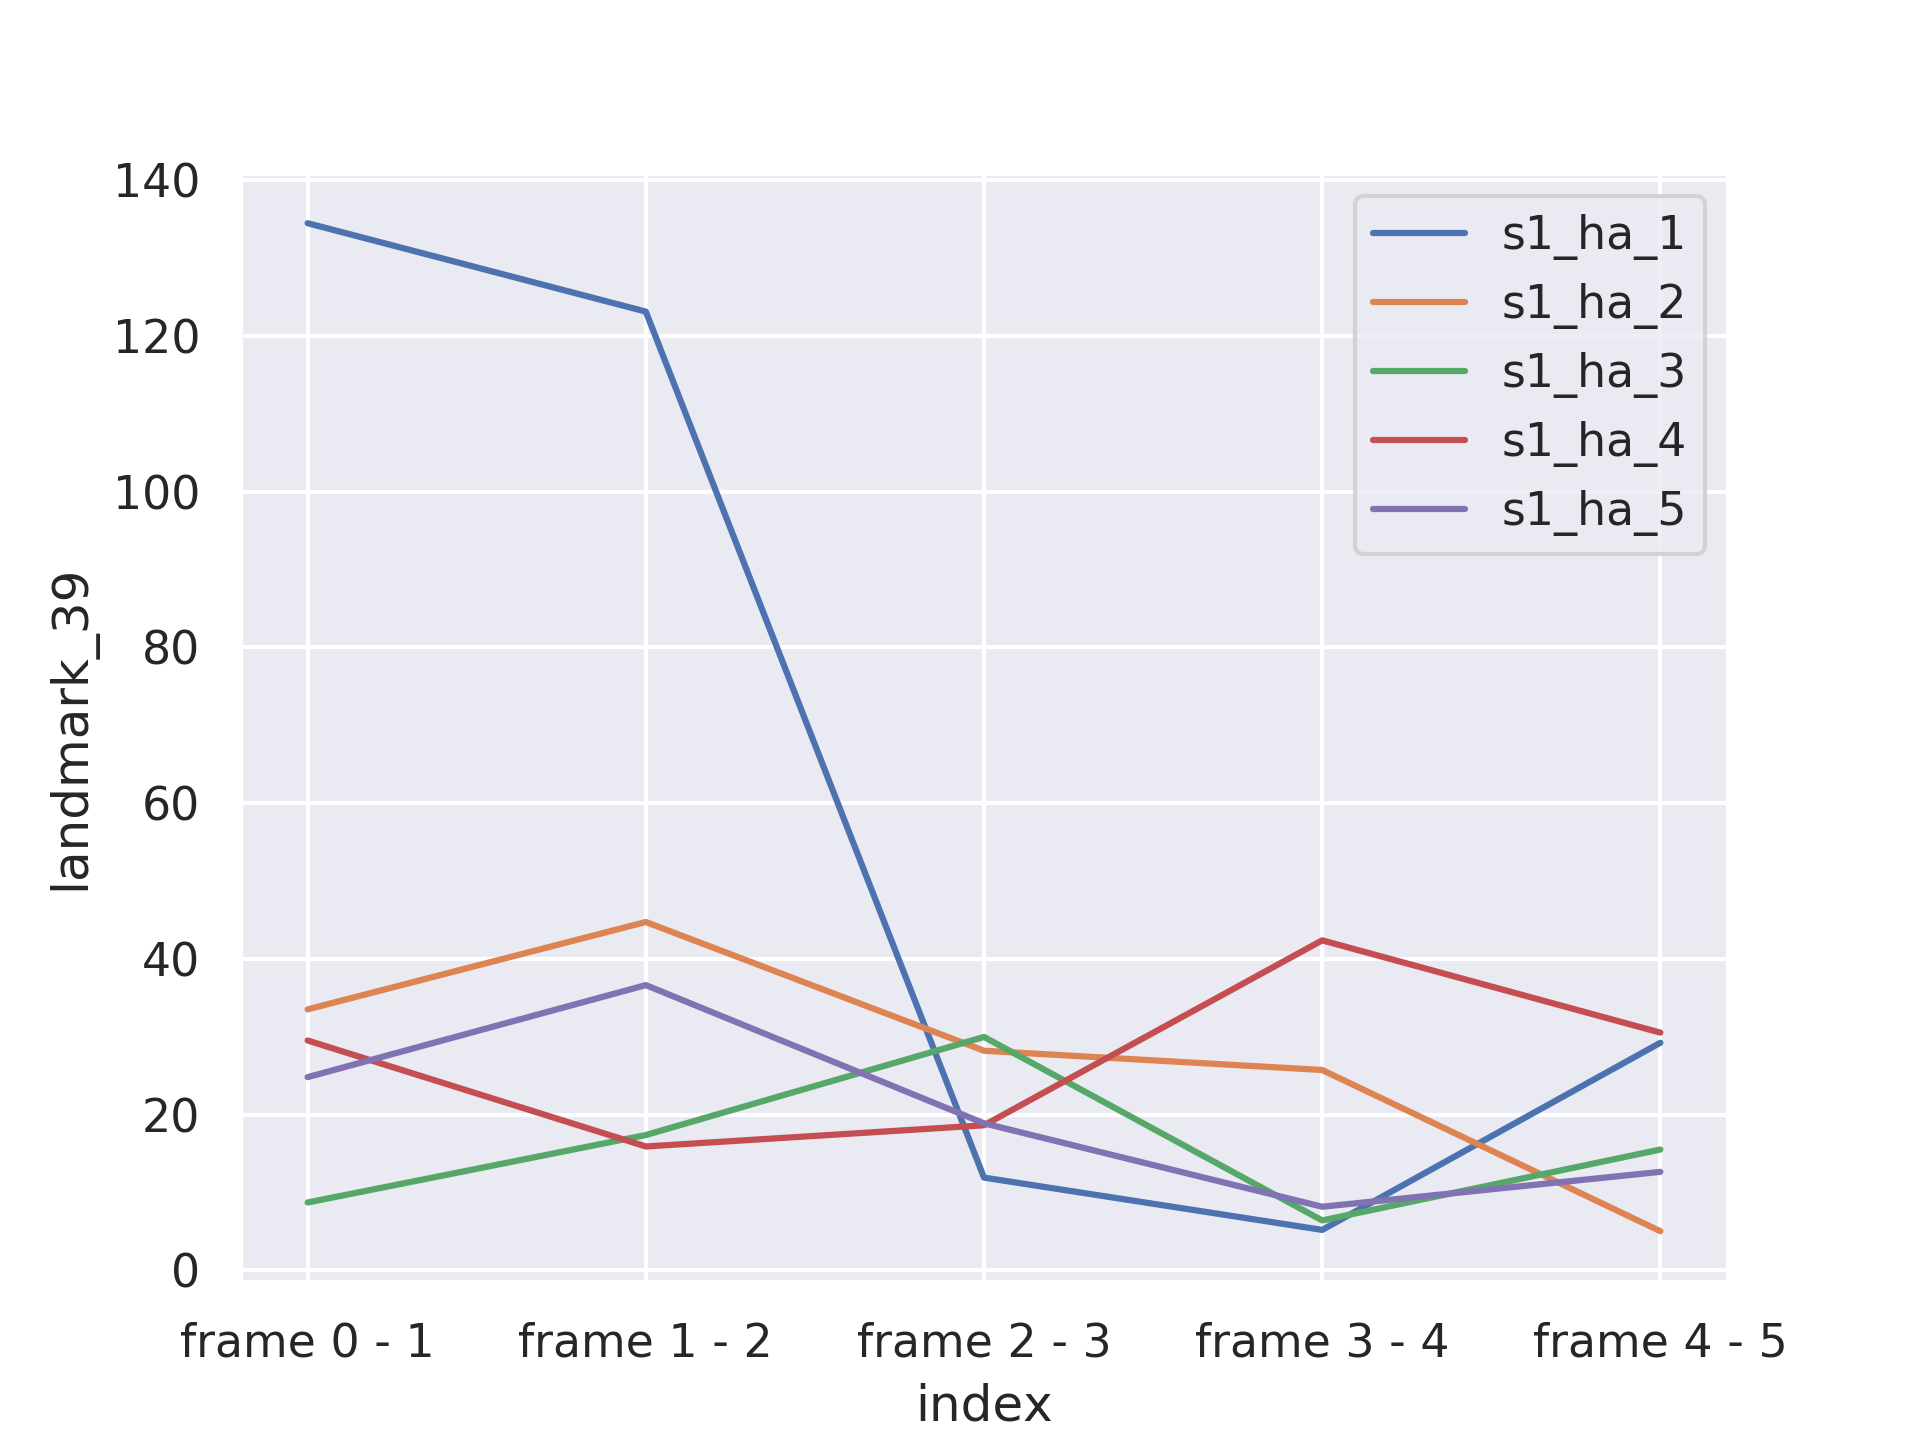 140
120
100
80
60
40
20
0
landmark_39
s1_ha_1
s1_ha_2
s1_ha_3
s1_ha_4
s1_ha_5
frame 0 - 1
frame 1 - 2
frame 2 - 3
frame 3 - 4
frame 4 - 5
index